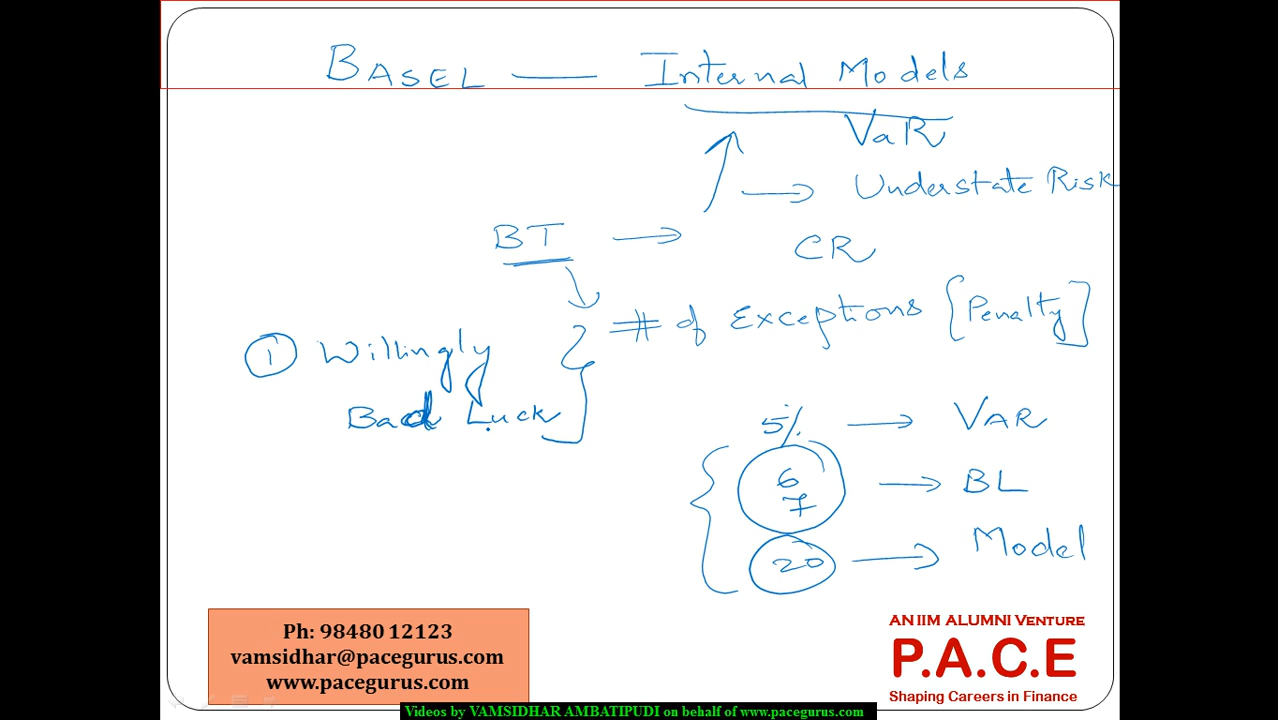 BASEL — Internal Models
VaR
→ Understate Risk
BT → CR
# of Exceptions [Penalty]
① Willingly
Bad Luck
5% → VAR
6
7 → BL
20 → Model
Ph: 98480 12123
vamsidhar@pacegurus.com
www.pacegurus.com
AN IIM ALUMNI VENTURE
P.A.C.E
Shaping Careers in Finance
Videos by VAMSIDHAR AMBATIPUDI on behalf of www.pacegurus.com